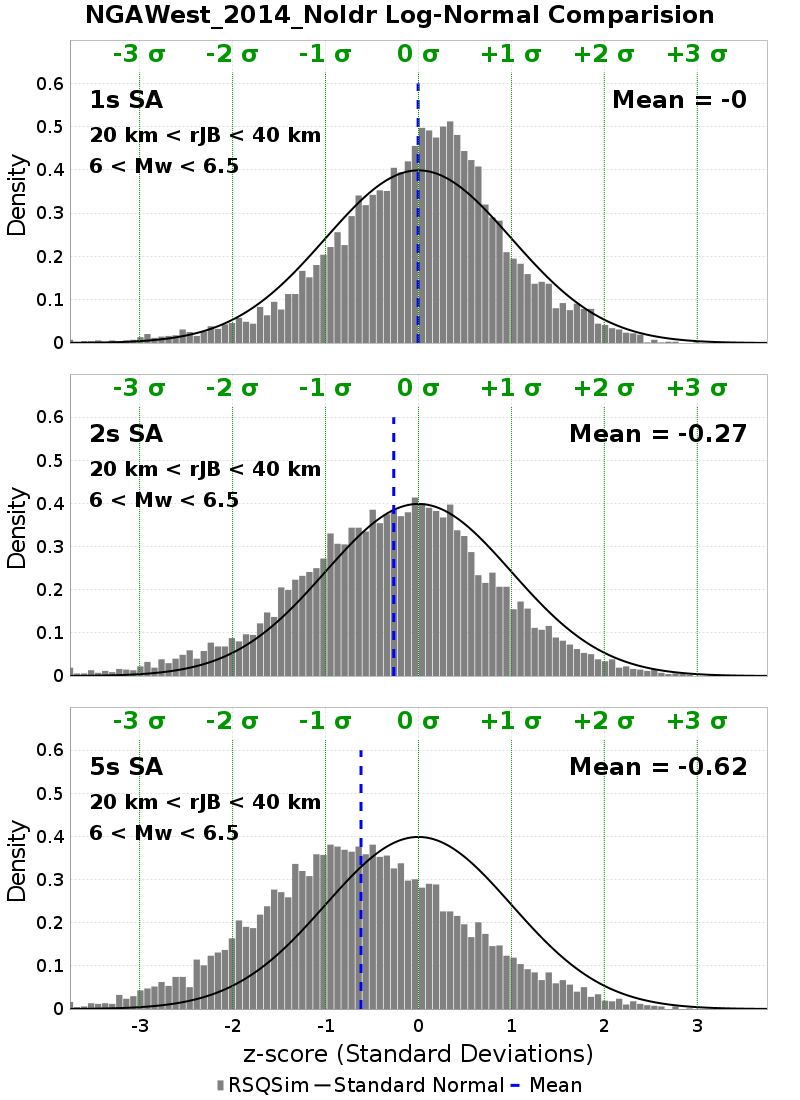 NGAWest_2014_NoIdr Log-Normal Comparision
-3 σ -2 σ -1 σ 0 σ +1 σ +2 σ +3 σ
0.6
1s SA Mean = -0
0.5
20 km < rJB < 40 km
6 < Mw < 6.5
0.4
Density
0.3
0.2
0.1
0
-3 σ -2 σ -1 σ 0 σ +1 σ +2 σ +3 σ
0.6
2s SA Mean = -0.27
0.5
20 km < rJB < 40 km
6 < Mw < 6.5
0.4
Density
0.3
0.2
0.1
0
-3 σ -2 σ -1 σ 0 σ +1 σ +2 σ +3 σ
0.6
5s SA Mean = -0.62
0.5
20 km < rJB < 40 km
6 < Mw < 6.5
0.4
Density
0.3
0.2
0.1
0
-3 -2 -1 0 1 2 3
z-score (Standard Deviations)
RSQSim Standard Normal Mean